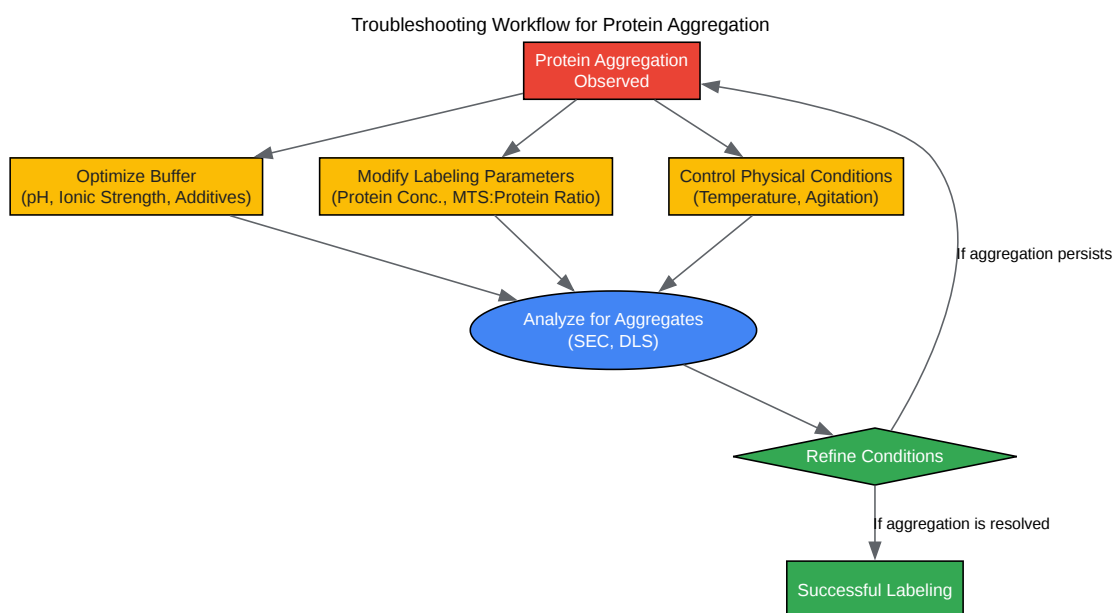 Troubleshooting Workflow for Protein Aggregation
Protein Aggregation
Observed
Optimize Buffer
(pH, Ionic Strength, Additives)
Modify Labeling Parameters
(Protein Conc., MTS:Protein Ratio)
Control Physical Conditions
(Temperature, Agitation)
If aggregation persists
Analyze for Aggregates
(SEC, DLS)
Refine Conditions
If aggregation is resolved
Successful Labeling